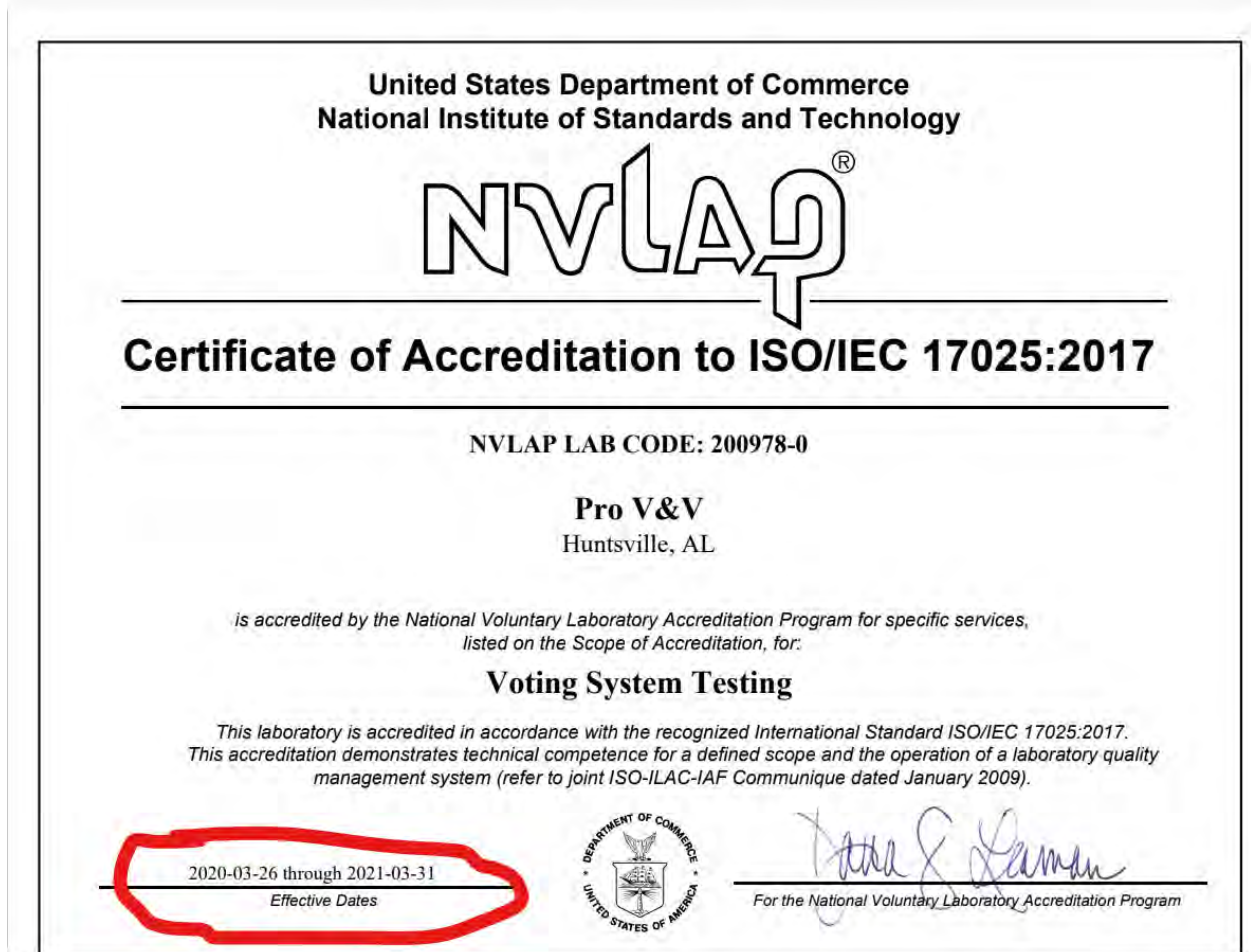 United States Department of Commerce
National Institute of Standards and Technology
NVLAP®
Certificate of Accreditation to ISO/IEC 17025:2017
NVLAP LAB CODE: 200978-0
Pro V&V
Huntsville, AL
is accredited by the National Voluntary Laboratory Accreditation Program for specific services,
listed on the Scope of Accreditation, for:
Voting System Testing
This laboratory is accredited in accordance with the recognized International Standard ISO/IEC 17025:2017.
This accreditation demonstrates technical competence for a defined scope and the operation of a laboratory quality
management system (refer to joint ISO-ILAC-IAF Communique dated January 2009).
2020-03-26 through 2021-03-31
Effective Dates
DEPARTMENT OF COMMERCE
UNITED STATES OF AMERICA
For the National Voluntary Laboratory Accreditation Program